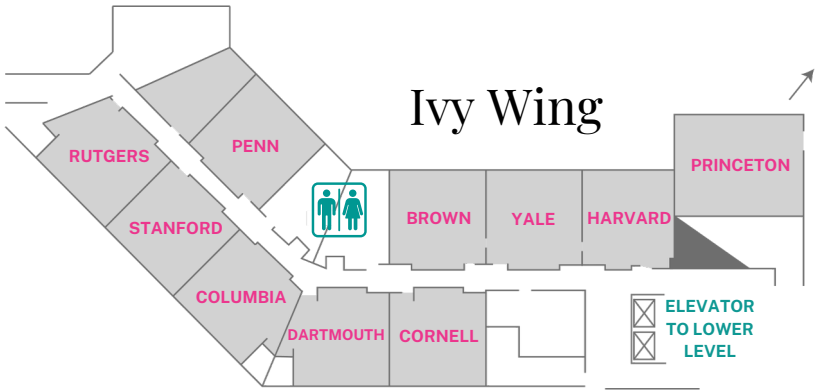 Ivy Wing
PRINCETON
PENN
RUTGERS
BROWN
YALE
HARVARD
STANFORD
COLUMBIA
DARTMOUTH
CORNELL
ELEVATOR
TO LOWER
LEVEL